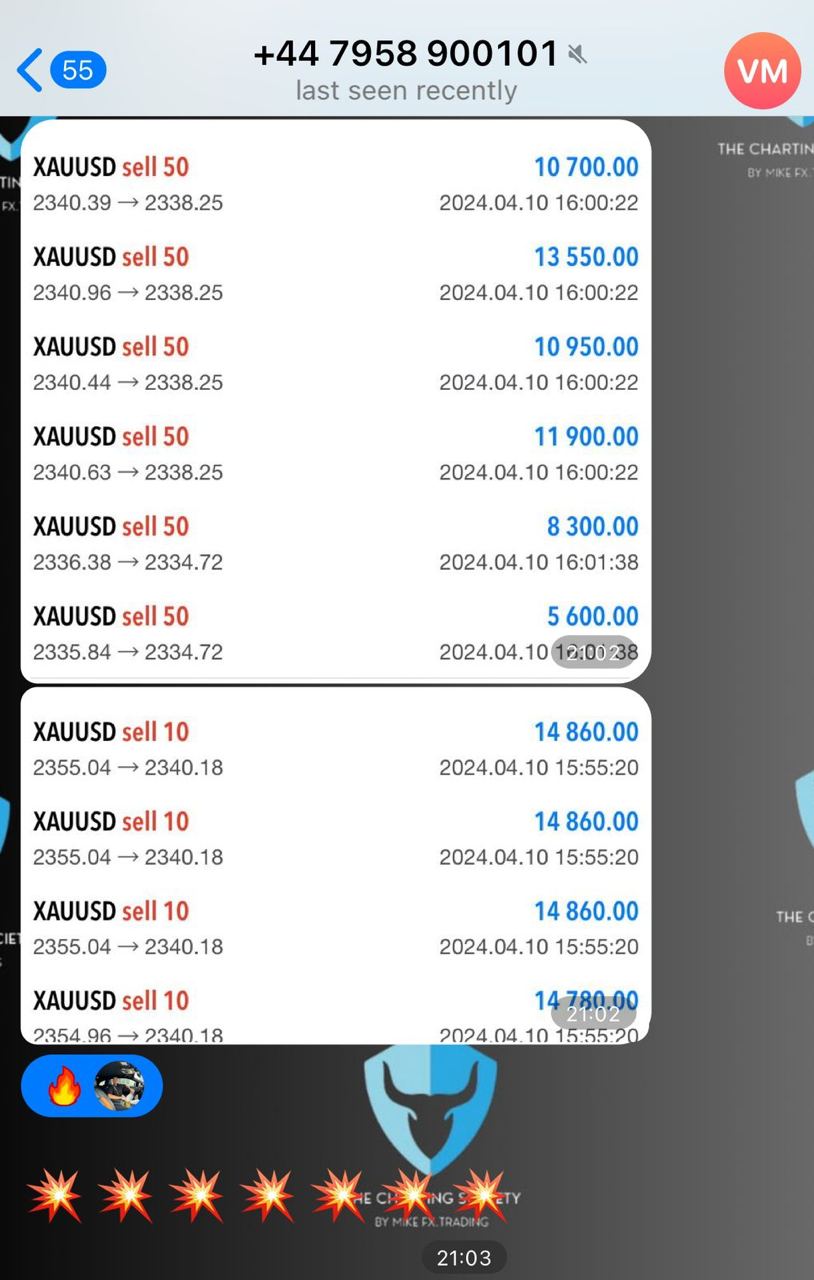 55
+44 7958 900101
last seen recently
VM
XAUUSD sell 50 10 700.00
2340.39 → 2338.25 2024.04.10 16:00:22
XAUUSD sell 50 13 550.00
2340.96 → 2338.25 2024.04.10 16:00:22
XAUUSD sell 50 10 950.00
2340.44 → 2338.25 2024.04.10 16:00:22
XAUUSD sell 50 11 900.00
2340.63 → 2338.25 2024.04.10 16:00:22
XAUUSD sell 50 8 300.00
2336.38 → 2334.72 2024.04.10 16:01:38
XAUUSD sell 50 5 600.00
2335.84 → 2334.72 2024.04.10 16:01:38
21:02
XAUUSD sell 10 14 860.00
2355.04 → 2340.18 2024.04.10 15:55:20
XAUUSD sell 10 14 860.00
2355.04 → 2340.18 2024.04.10 15:55:20
XAUUSD sell 10 14 860.00
2355.04 → 2340.18 2024.04.10 15:55:20
XAUUSD sell 10 14 780.00
2354.96 → 2340.18 2024.04.10 15:55:20
21:02
THE CHARTIN
BY MIKE FX.
THE CHARTING SOCIETY
BY MIKE FX.TRADING
21:03